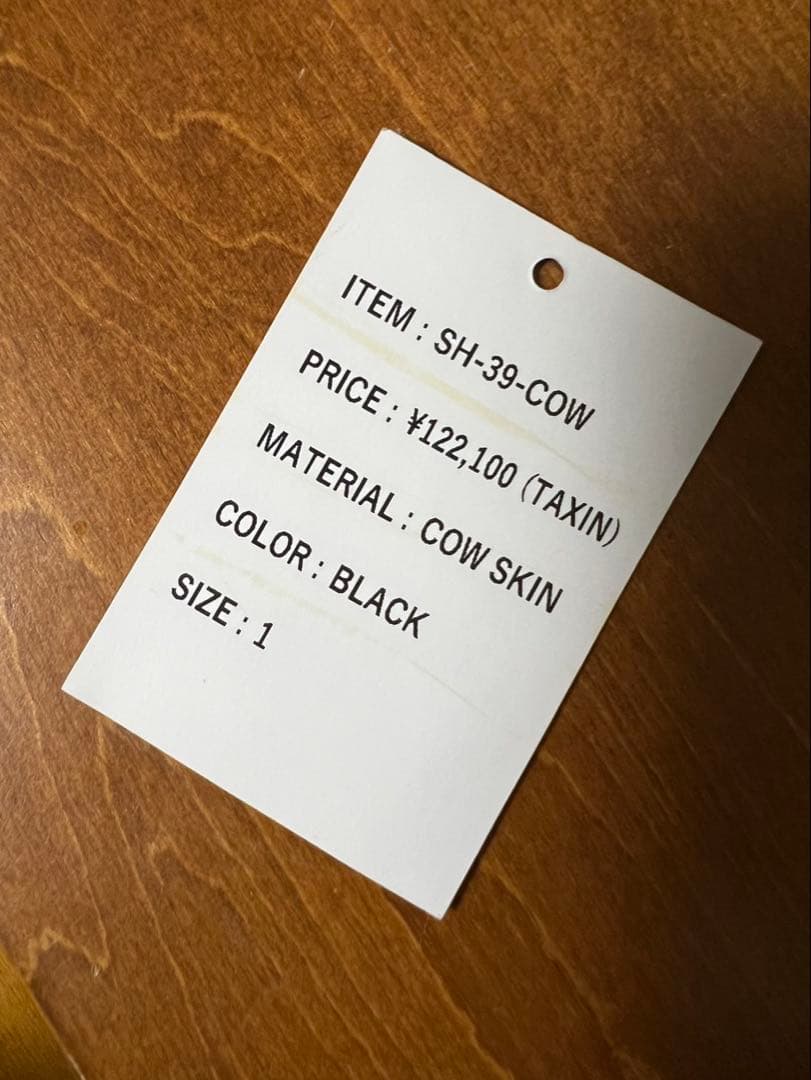 ITEM : SH-39-COW
PRICE : ¥122,100 (TAXIN)
MATERIAL : COW SKIN
COLOR : BLACK
SIZE : 1